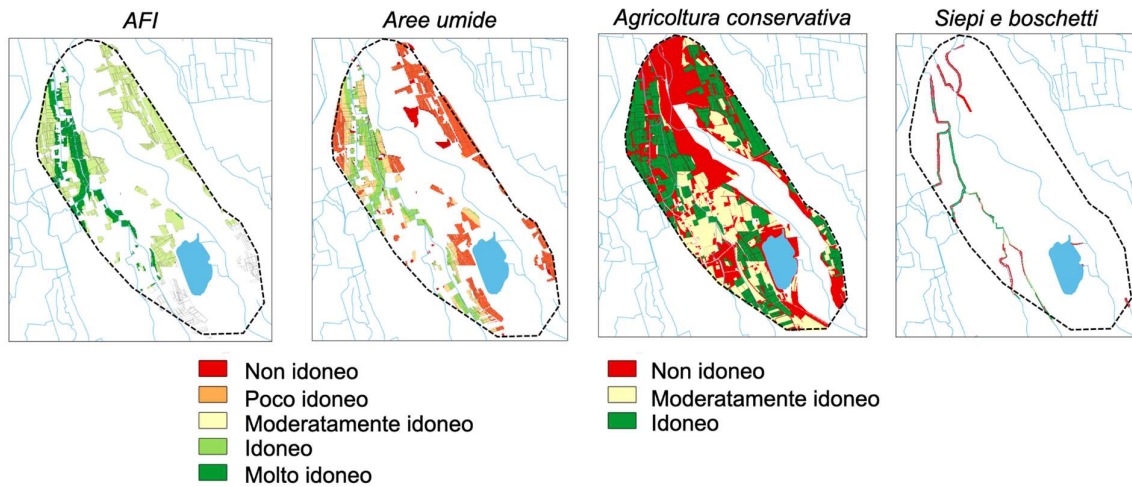 AFI
Aree umide
Agricoltura conservativa
Siepi e boschetti
Non idoneo
Poco idoneo
Moderatamente idoneo
Idoneo
Molto idoneo
Non idoneo
Moderatamente idoneo
Idoneo